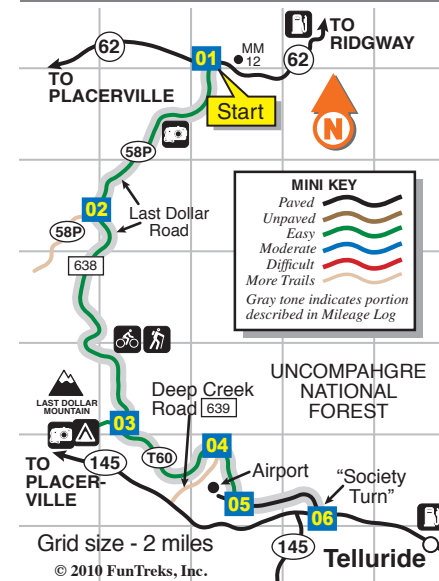 TO
RIDGWAY
62
01
MM
12
62
TO
PLACERVILLE
Start
N
58P
MINI KEY
Paved
Unpaved
Easy
Moderate
Difficult
More Trails
Gray tone indicates portion
described in Mileage Log
02
Last Dollar
Road
58P
638
UNCOMPAHGRE
NATIONAL
FOREST
LAST DOLLAR
MOUNTAIN
Deep Creek
Road 639
03
04
TO
PLACER-
VILLE
145
T60
Airport
"Society
Turn"
05
06
Grid size - 2 miles
145
Telluride
© 2010 FunTreks, Inc.